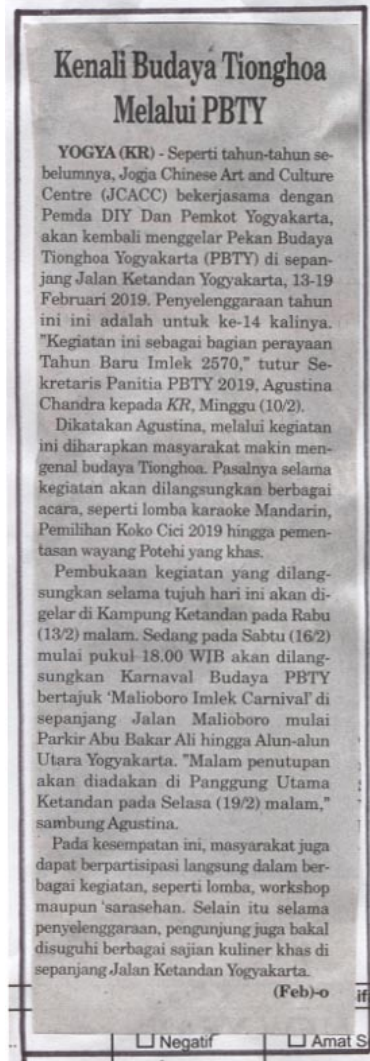 Kenali Budaya Tionghoa
Melalui PBTY
YOGYA (KR) - Seperti tahun-tahun se-
belumnya, Jogja Chinese Art and Culture
Centre (JCACC) bekerjasama dengan
Pemda DIY Dan Pemkot Yogyakarta,
akan kembali menggelar Pekan Budaya
Tionghoa Yogyakarta (PBTY) di sepan-
jang Jalan Ketandan Yogyakarta, 13-19
Februari 2019. Penyelenggaraan tahun
ini ini adalah untuk ke-14 kalinya.
"Kegiatan ini sebagai bagian perayaan
Tahun Baru Imlek 2570," tutur Se-
kretaris Panitia PBTY 2019, Agustina
Chandra kepada KR, Minggu (10/2).
Dikatakan Agustina, melalui kegiatan
ini diharapkan masyarakat makin men-
genal budaya Tionghoa. Pasalnya selama
kegiatan akan dilangsungkan berbagai
acara, seperti lomba karaoke Mandarin,
Pemilihan Koko Cici 2019 hingga pemen-
tasan wayang Potehi yang khas.
Pembukaan kegiatan yang dilang-
sungkan selama tujuh hari ini akan di-
gelar di Kampung Ketandan pada Rabu
(13/2) malam. Sedang pada Sabtu (16/2)
mulai pukul 18.00 WIB akan dilang-
sungkan Karnaval Budaya PBTY
bertajuk 'Malioboro Imlek Carnival' di
sepanjang Jalan Malioboro mulai
Parkir Abu Bakar Ali hingga Alun-alun
Utara Yogyakarta. "Malam penutupan
akan diadakan di Panggung Utama
Ketandan pada Selasa (19/2) malam,"
sambung Agustina.
Pada kesempatan ini, masyarakat juga
dapat berpartisipasi langsung dalam ber-
bagai kegiatan, seperti lomba, workshop
maupun 'sarasehan. Selain itu selama
penyelenggaraan, pengunjung juga bakal
disuguhi berbagai sajian kuliner khas di
sepanjang Jalan Ketandan Yogyakarta.
(Feb)-o
if
Negatif
Amat S